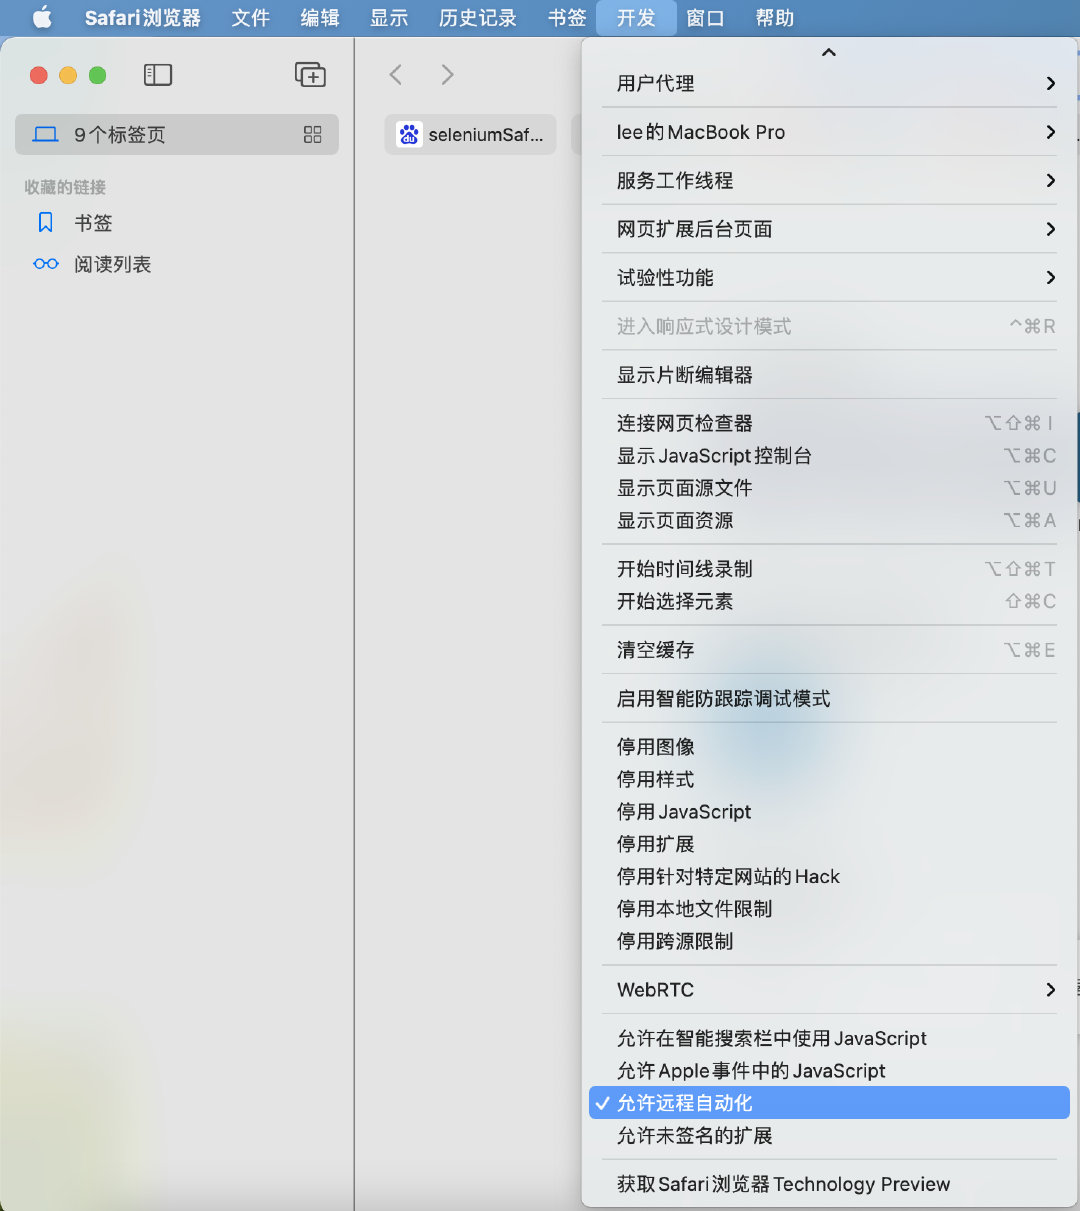 Safari浏览器 文件 编辑 显示 历史记录 书签 开发 窗口 帮助
9个标签页
收藏的链接
书签
阅读列表
seleniumSaf...
用户代理
lee的MacBook Pro
服务工作线程
网页扩展后台页面
试验性功能
进入响应式设计模式 ^⌘R
显示片断编辑器
连接网页检查器 ⌥⇧⌘I
显示JavaScript控制台 ⌥⌘C
显示页面源文件 ⌥⌘U
显示页面资源 ⌥⌘A
开始时间线录制 ⌥⇧⌘T
开始选择元素 ⇧⌘C
清空缓存 ⌥⌘E
启用智能防跟踪调试模式
停用图像
停用样式
停用JavaScript
停用扩展
停用针对特定网站的Hack
停用本地文件限制
停用跨源限制
WebRTC
允许在智能搜索栏中使用JavaScript
允许Apple事件中的JavaScript
✓ 允许远程自动化
允许未签名的扩展
获取Safari浏览器Technology Preview